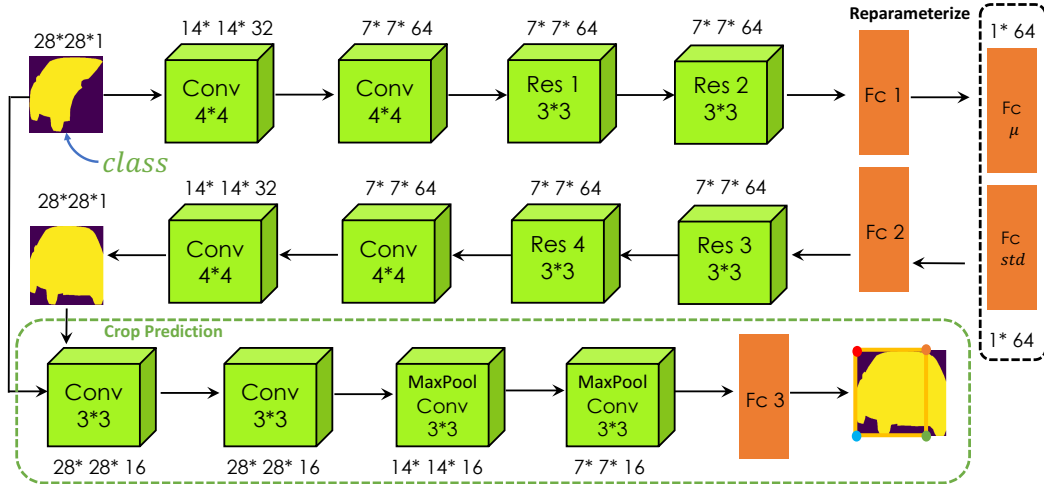 28*28*1
14* 14* 32
7* 7* 64
7* 7* 64
7* 7* 64
Reparameterize
1* 64
Conv
4*4
Conv
4*4
Res 1
3*3
Res 2
3*3
Fc 1
Fc
μ
class
28*28*1
14* 14* 32
7* 7* 64
7* 7* 64
7* 7* 64
Conv
4*4
Conv
4*4
Res 4
3*3
Res 3
3*3
Fc 2
Fc
std
1* 64
Crop Prediction
Conv
3*3
Conv
3*3
MaxPool
Conv
3*3
MaxPool
Conv
3*3
Fc 3
28* 28* 16
28* 28* 16
14* 14* 16
7* 7* 16